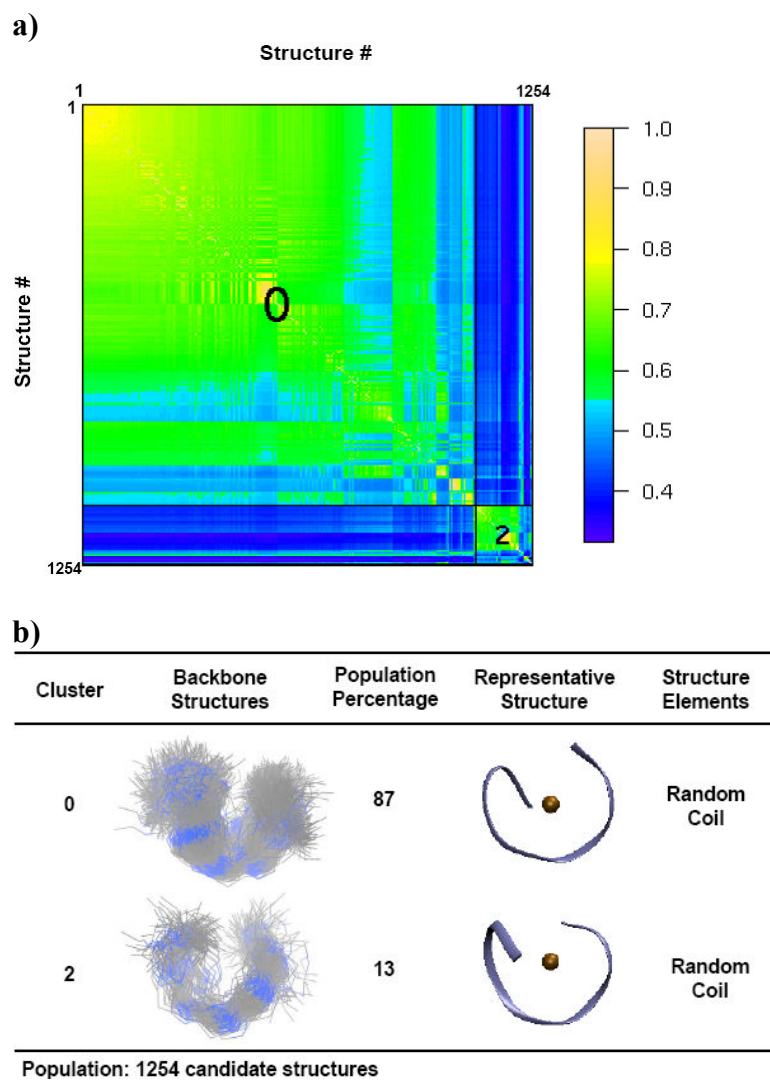 a)
Structure #
1
1254
1
Structure #
0
2
1254
1.0
0.9
0.8
0.7
0.6
0.5
0.4
b)
Cluster Backbone Structures Population Percentage Representative Structure Structure Elements
0 87 Random Coil
2 13 Random Coil
Population: 1254 candidate structures